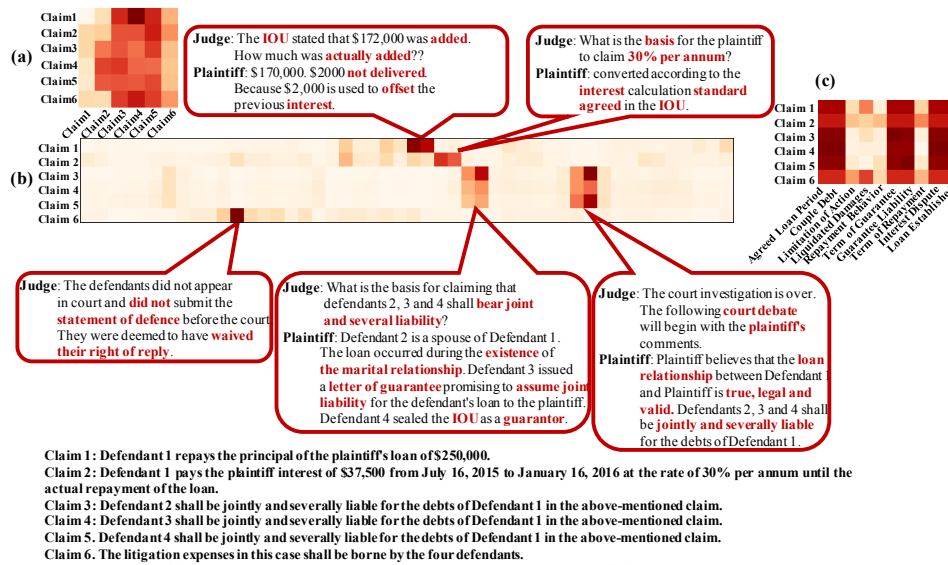 (a)
Claim1
Claim2
Claim3
Claim4
Claim5
Claim6
Claim1
Claim2
Claim3
Claim4
Claim5
Claim6
Judge: The IOU stated that $172,000 was added.
How much was actually added??
Plaintiff: $170,000. $2000 not delivered.
Because $2,000 is used to offset the
previous interest.
Judge: What is the basis for the plaintiff
to claim 30% per annum?
Plaintiff: converted according to the
interest calculation standard
agreed in the IOU.
(c)
Claim 1
Claim 2
Claim 3
Claim 4
Claim 5
Claim 6
Agreed Loan Period
Couple Debt
Limitation of Action
Liquidated Damages
Repayment Behavior
Term of Guarantee
Guarantee Liability
Term of Repayment
Interest Dispute
Loan Establishe
(b)
Claim 1
Claim 2
Claim 3
Claim 4
Claim 5
Claim 6
Judge: The defendants did not appear
in court and did not submit the
statement of defence before the court
They were deemed to have waived
their right of reply.
Judge: What is the basis for claiming that
defendants 2, 3 and 4 shall bear joint
and several liability?
Plaintiff: Defendant 2 is a spouse of Defendant 1.
The loan occurred during the existence of
the marital relationship. Defendant 3 issued
a letter of guarantee promising to assume joint
liability for the defendant's loan to the plaintiff.
Defendant 4 sealed the IOU as a guarantor.
Judge: The court investigation is over.
The following court debate
will begin with the plaintiff's
comments.
Plaintiff: Plaintiff believes that the loan
relationship between Defendant 1
and Plaintiff is true, legal and
valid. Defendants 2, 3 and 4 shall
be jointly and severally liable
for the debts of Defendant 1.
Claim 1: Defendant 1 repays the principal of the plaintiff's loan of $250,000.
Claim 2: Defendant 1 pays the plaintiff interest of $37,500 from July 16, 2015 to January 16, 2016 at the rate of 30% per annum until the
actual repayment of the loan.
Claim 3: Defendant 2 shall be jointly and severally liable for the debts of Defendant 1 in the above-mentioned claim.
Claim 4: Defendant 3 shall be jointly and severally liable for the debts of Defendant 1 in the above-mentioned claim.
Claim 5. Defendant 4 shall be jointly and severally liable for the debts of Defendant 1 in the above-mentioned claim.
Claim 6. The litigation expenses in this case shall be borne by the four defendants.